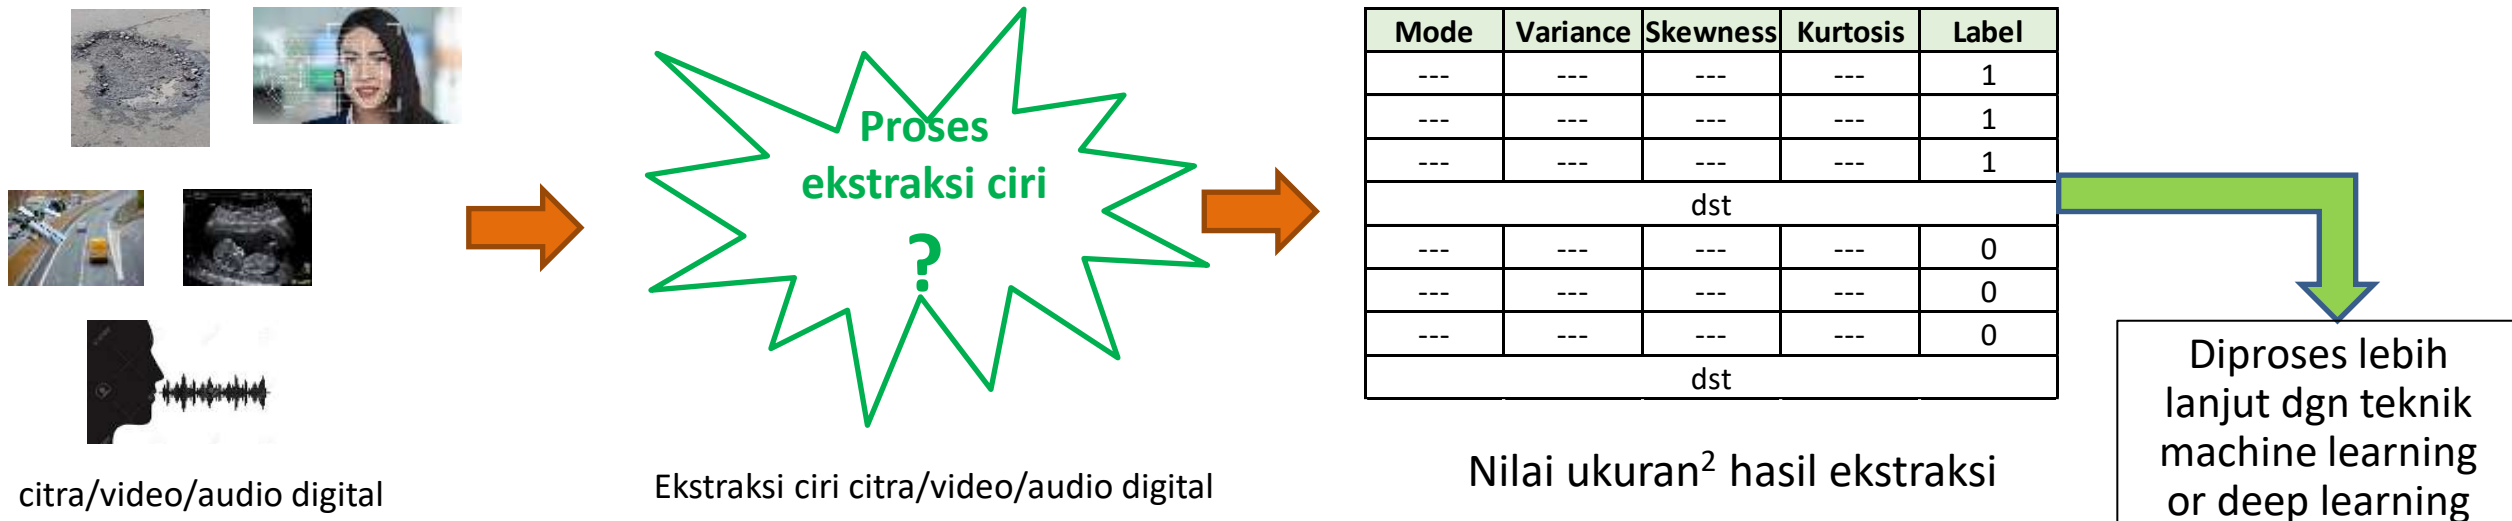 Proses
ekstraksi ciri
?
Mode Variance Skewness Kurtosis Label
--- --- --- --- 1
--- --- --- --- 1
--- --- --- --- 1
dst
--- --- --- --- 0
--- --- --- --- 0
--- --- --- --- 0
dst
Diproses lebih
lanjut dgn teknik
machine learning
or deep learning
citra/video/audio digital
Ekstraksi ciri citra/video/audio digital
Nilai ukuran² hasil ekstraksi